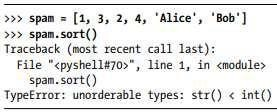 >>> spam = [1, 3, 2, 4, 'Alice', 'Bob']
>>> spam.sort()
Traceback (most recent call last):
  File "<pyshell#70>", line 1, in <module>
    spam.sort()
TypeError: unorderable types: str() < int()